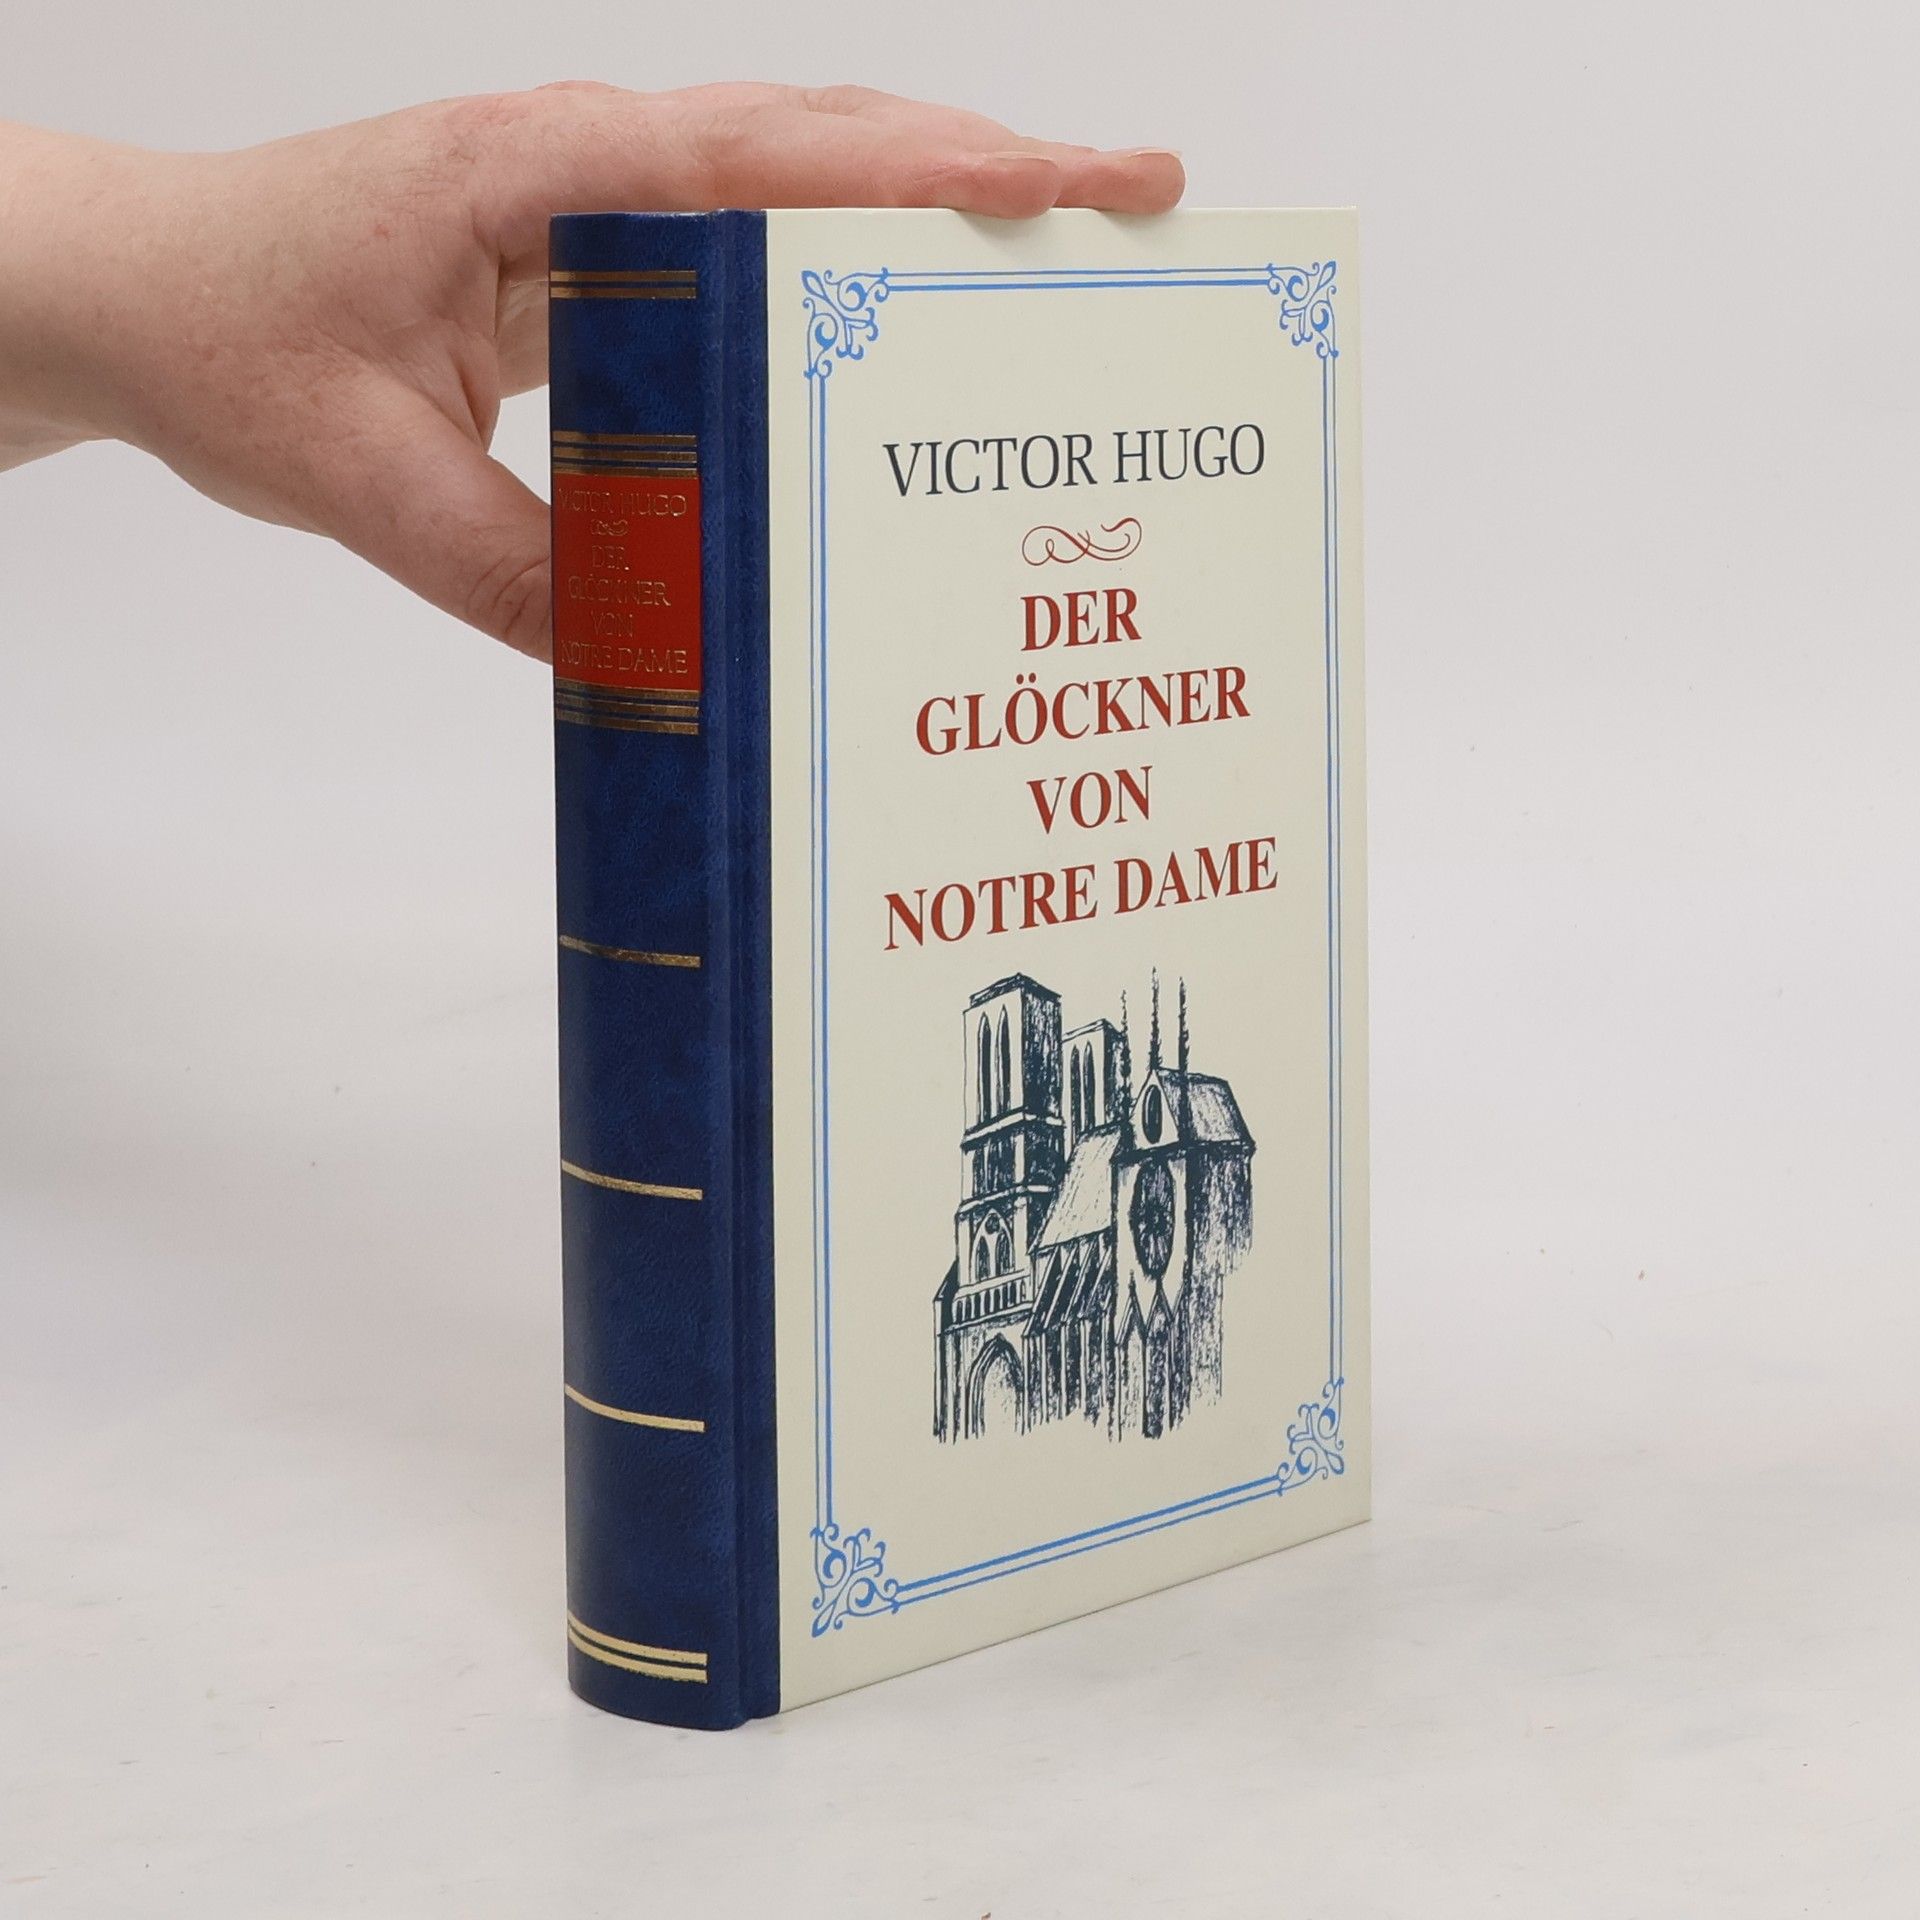 VICTOR HUGO
DER
GLÖCKNER
VON
NOTRE DAME
VICTOR HUGO
DER
GLÖCKNER
VON
NOTRE DAME